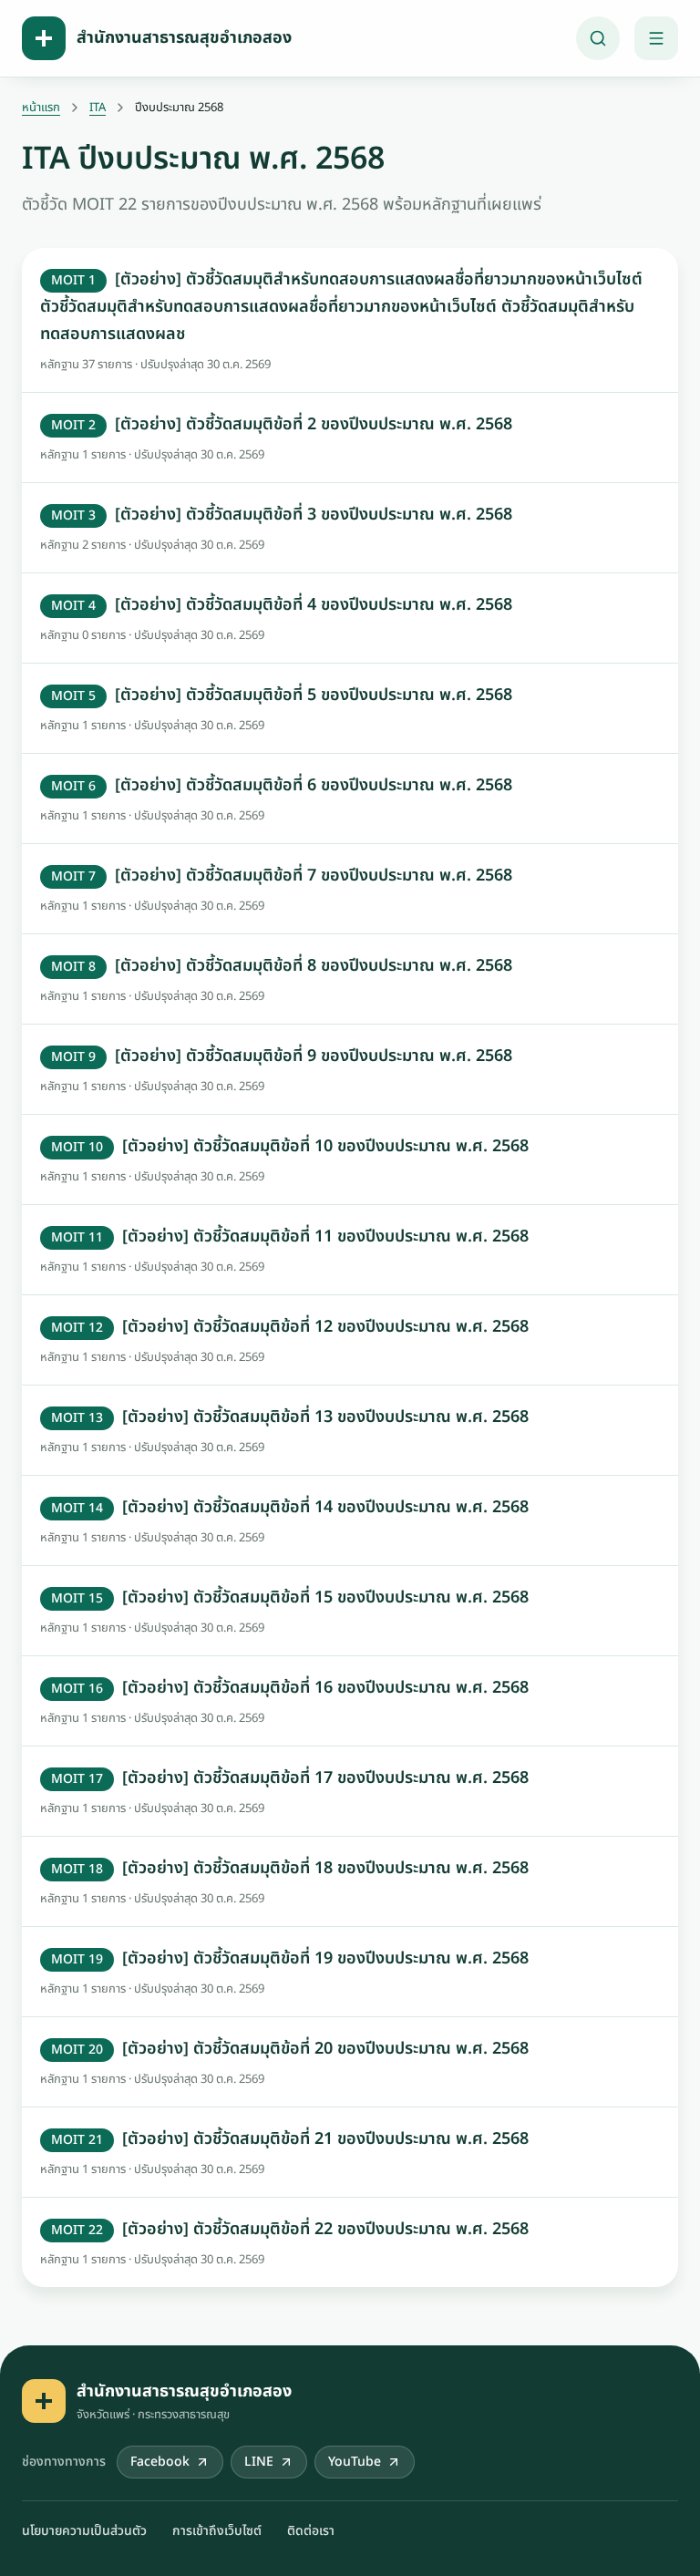 สำนักงานสาธารณสุขอำเภอสอง
หน้าแรก > ITA > ปีงบประมาณ 2568
ITA ปีงบประมาณ พ.ศ. 2568
ตัวชี้วัด MOIT 22 รายการของปีงบประมาณ พ.ศ. 2568 พร้อมหลักฐานที่เผยแพร่
MOIT 1 [ตัวอย่าง] ตัวชี้วัดสมมุติสำหรับทดสอบการแสดงผลชื่อที่ยาวมากของหน้าเว็บไซต์
ตัวชี้วัดสมมุติสำหรับทดสอบการแสดงผลชื่อที่ยาวมากของหน้าเว็บไซต์ ตัวชี้วัดสมมุติสำหรับ
ทดสอบการแสดงผลช
หลักฐาน 37 รายการ · ปรับปรุงล่าสุด 30 ต.ค. 2569
MOIT 2 [ตัวอย่าง] ตัวชี้วัดสมมุติข้อที่ 2 ของปีงบประมาณ พ.ศ. 2568
หลักฐาน 1 รายการ · ปรับปรุงล่าสุด 30 ต.ค. 2569
MOIT 3 [ตัวอย่าง] ตัวชี้วัดสมมุติข้อที่ 3 ของปีงบประมาณ พ.ศ. 2568
หลักฐาน 2 รายการ · ปรับปรุงล่าสุด 30 ต.ค. 2569
MOIT 4 [ตัวอย่าง] ตัวชี้วัดสมมุติข้อที่ 4 ของปีงบประมาณ พ.ศ. 2568
หลักฐาน 0 รายการ · ปรับปรุงล่าสุด 30 ต.ค. 2569
MOIT 5 [ตัวอย่าง] ตัวชี้วัดสมมุติข้อที่ 5 ของปีงบประมาณ พ.ศ. 2568
หลักฐาน 1 รายการ · ปรับปรุงล่าสุด 30 ต.ค. 2569
MOIT 6 [ตัวอย่าง] ตัวชี้วัดสมมุติข้อที่ 6 ของปีงบประมาณ พ.ศ. 2568
หลักฐาน 1 รายการ · ปรับปรุงล่าสุด 30 ต.ค. 2569
MOIT 7 [ตัวอย่าง] ตัวชี้วัดสมมุติข้อที่ 7 ของปีงบประมาณ พ.ศ. 2568
หลักฐาน 1 รายการ · ปรับปรุงล่าสุด 30 ต.ค. 2569
MOIT 8 [ตัวอย่าง] ตัวชี้วัดสมมุติข้อที่ 8 ของปีงบประมาณ พ.ศ. 2568
หลักฐาน 1 รายการ · ปรับปรุงล่าสุด 30 ต.ค. 2569
MOIT 9 [ตัวอย่าง] ตัวชี้วัดสมมุติข้อที่ 9 ของปีงบประมาณ พ.ศ. 2568
หลักฐาน 1 รายการ · ปรับปรุงล่าสุด 30 ต.ค. 2569
MOIT 10 [ตัวอย่าง] ตัวชี้วัดสมมุติข้อที่ 10 ของปีงบประมาณ พ.ศ. 2568
หลักฐาน 1 รายการ · ปรับปรุงล่าสุด 30 ต.ค. 2569
MOIT 11 [ตัวอย่าง] ตัวชี้วัดสมมุติข้อที่ 11 ของปีงบประมาณ พ.ศ. 2568
หลักฐาน 1 รายการ · ปรับปรุงล่าสุด 30 ต.ค. 2569
MOIT 12 [ตัวอย่าง] ตัวชี้วัดสมมุติข้อที่ 12 ของปีงบประมาณ พ.ศ. 2568
หลักฐาน 1 รายการ · ปรับปรุงล่าสุด 30 ต.ค. 2569
MOIT 13 [ตัวอย่าง] ตัวชี้วัดสมมุติข้อที่ 13 ของปีงบประมาณ พ.ศ. 2568
หลักฐาน 1 รายการ · ปรับปรุงล่าสุด 30 ต.ค. 2569
MOIT 14 [ตัวอย่าง] ตัวชี้วัดสมมุติข้อที่ 14 ของปีงบประมาณ พ.ศ. 2568
หลักฐาน 1 รายการ · ปรับปรุงล่าสุด 30 ต.ค. 2569
MOIT 15 [ตัวอย่าง] ตัวชี้วัดสมมุติข้อที่ 15 ของปีงบประมาณ พ.ศ. 2568
หลักฐาน 1 รายการ · ปรับปรุงล่าสุด 30 ต.ค. 2569
MOIT 16 [ตัวอย่าง] ตัวชี้วัดสมมุติข้อที่ 16 ของปีงบประมาณ พ.ศ. 2568
หลักฐาน 1 รายการ · ปรับปรุงล่าสุด 30 ต.ค. 2569
MOIT 17 [ตัวอย่าง] ตัวชี้วัดสมมุติข้อที่ 17 ของปีงบประมาณ พ.ศ. 2568
หลักฐาน 1 รายการ · ปรับปรุงล่าสุด 30 ต.ค. 2569
MOIT 18 [ตัวอย่าง] ตัวชี้วัดสมมุติข้อที่ 18 ของปีงบประมาณ พ.ศ. 2568
หลักฐาน 1 รายการ · ปรับปรุงล่าสุด 30 ต.ค. 2569
MOIT 19 [ตัวอย่าง] ตัวชี้วัดสมมุติข้อที่ 19 ของปีงบประมาณ พ.ศ. 2568
หลักฐาน 1 รายการ · ปรับปรุงล่าสุด 30 ต.ค. 2569
MOIT 20 [ตัวอย่าง] ตัวชี้วัดสมมุติข้อที่ 20 ของปีงบประมาณ พ.ศ. 2568
หลักฐาน 1 รายการ · ปรับปรุงล่าสุด 30 ต.ค. 2569
MOIT 21 [ตัวอย่าง] ตัวชี้วัดสมมุติข้อที่ 21 ของปีงบประมาณ พ.ศ. 2568
หลักฐาน 1 รายการ · ปรับปรุงล่าสุด 30 ต.ค. 2569
MOIT 22 [ตัวอย่าง] ตัวชี้วัดสมมุติข้อที่ 22 ของปีงบประมาณ พ.ศ. 2568
หลักฐาน 1 รายการ · ปรับปรุงล่าสุด 30 ต.ค. 2569
สำนักงานสาธารณสุขอำเภอสอง
จังหวัดแพร่ · กระทรวงสาธารณสุข
ช่องทางทางการ Facebook LINE YouTube
นโยบายความเป็นส่วนตัว การเข้าถึงเว็บไซต์ ติดต่อเรา